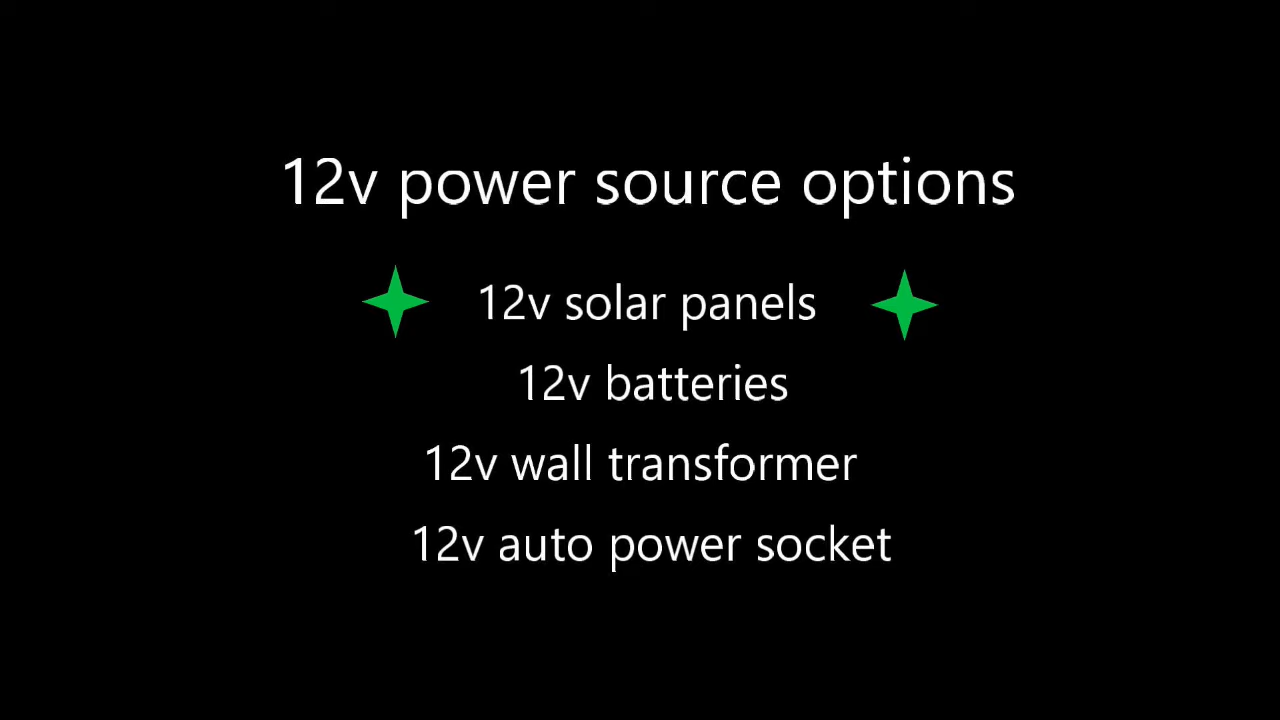 12v power source options
12v solar panels
12v batteries
12v wall transformer
12v auto power socket